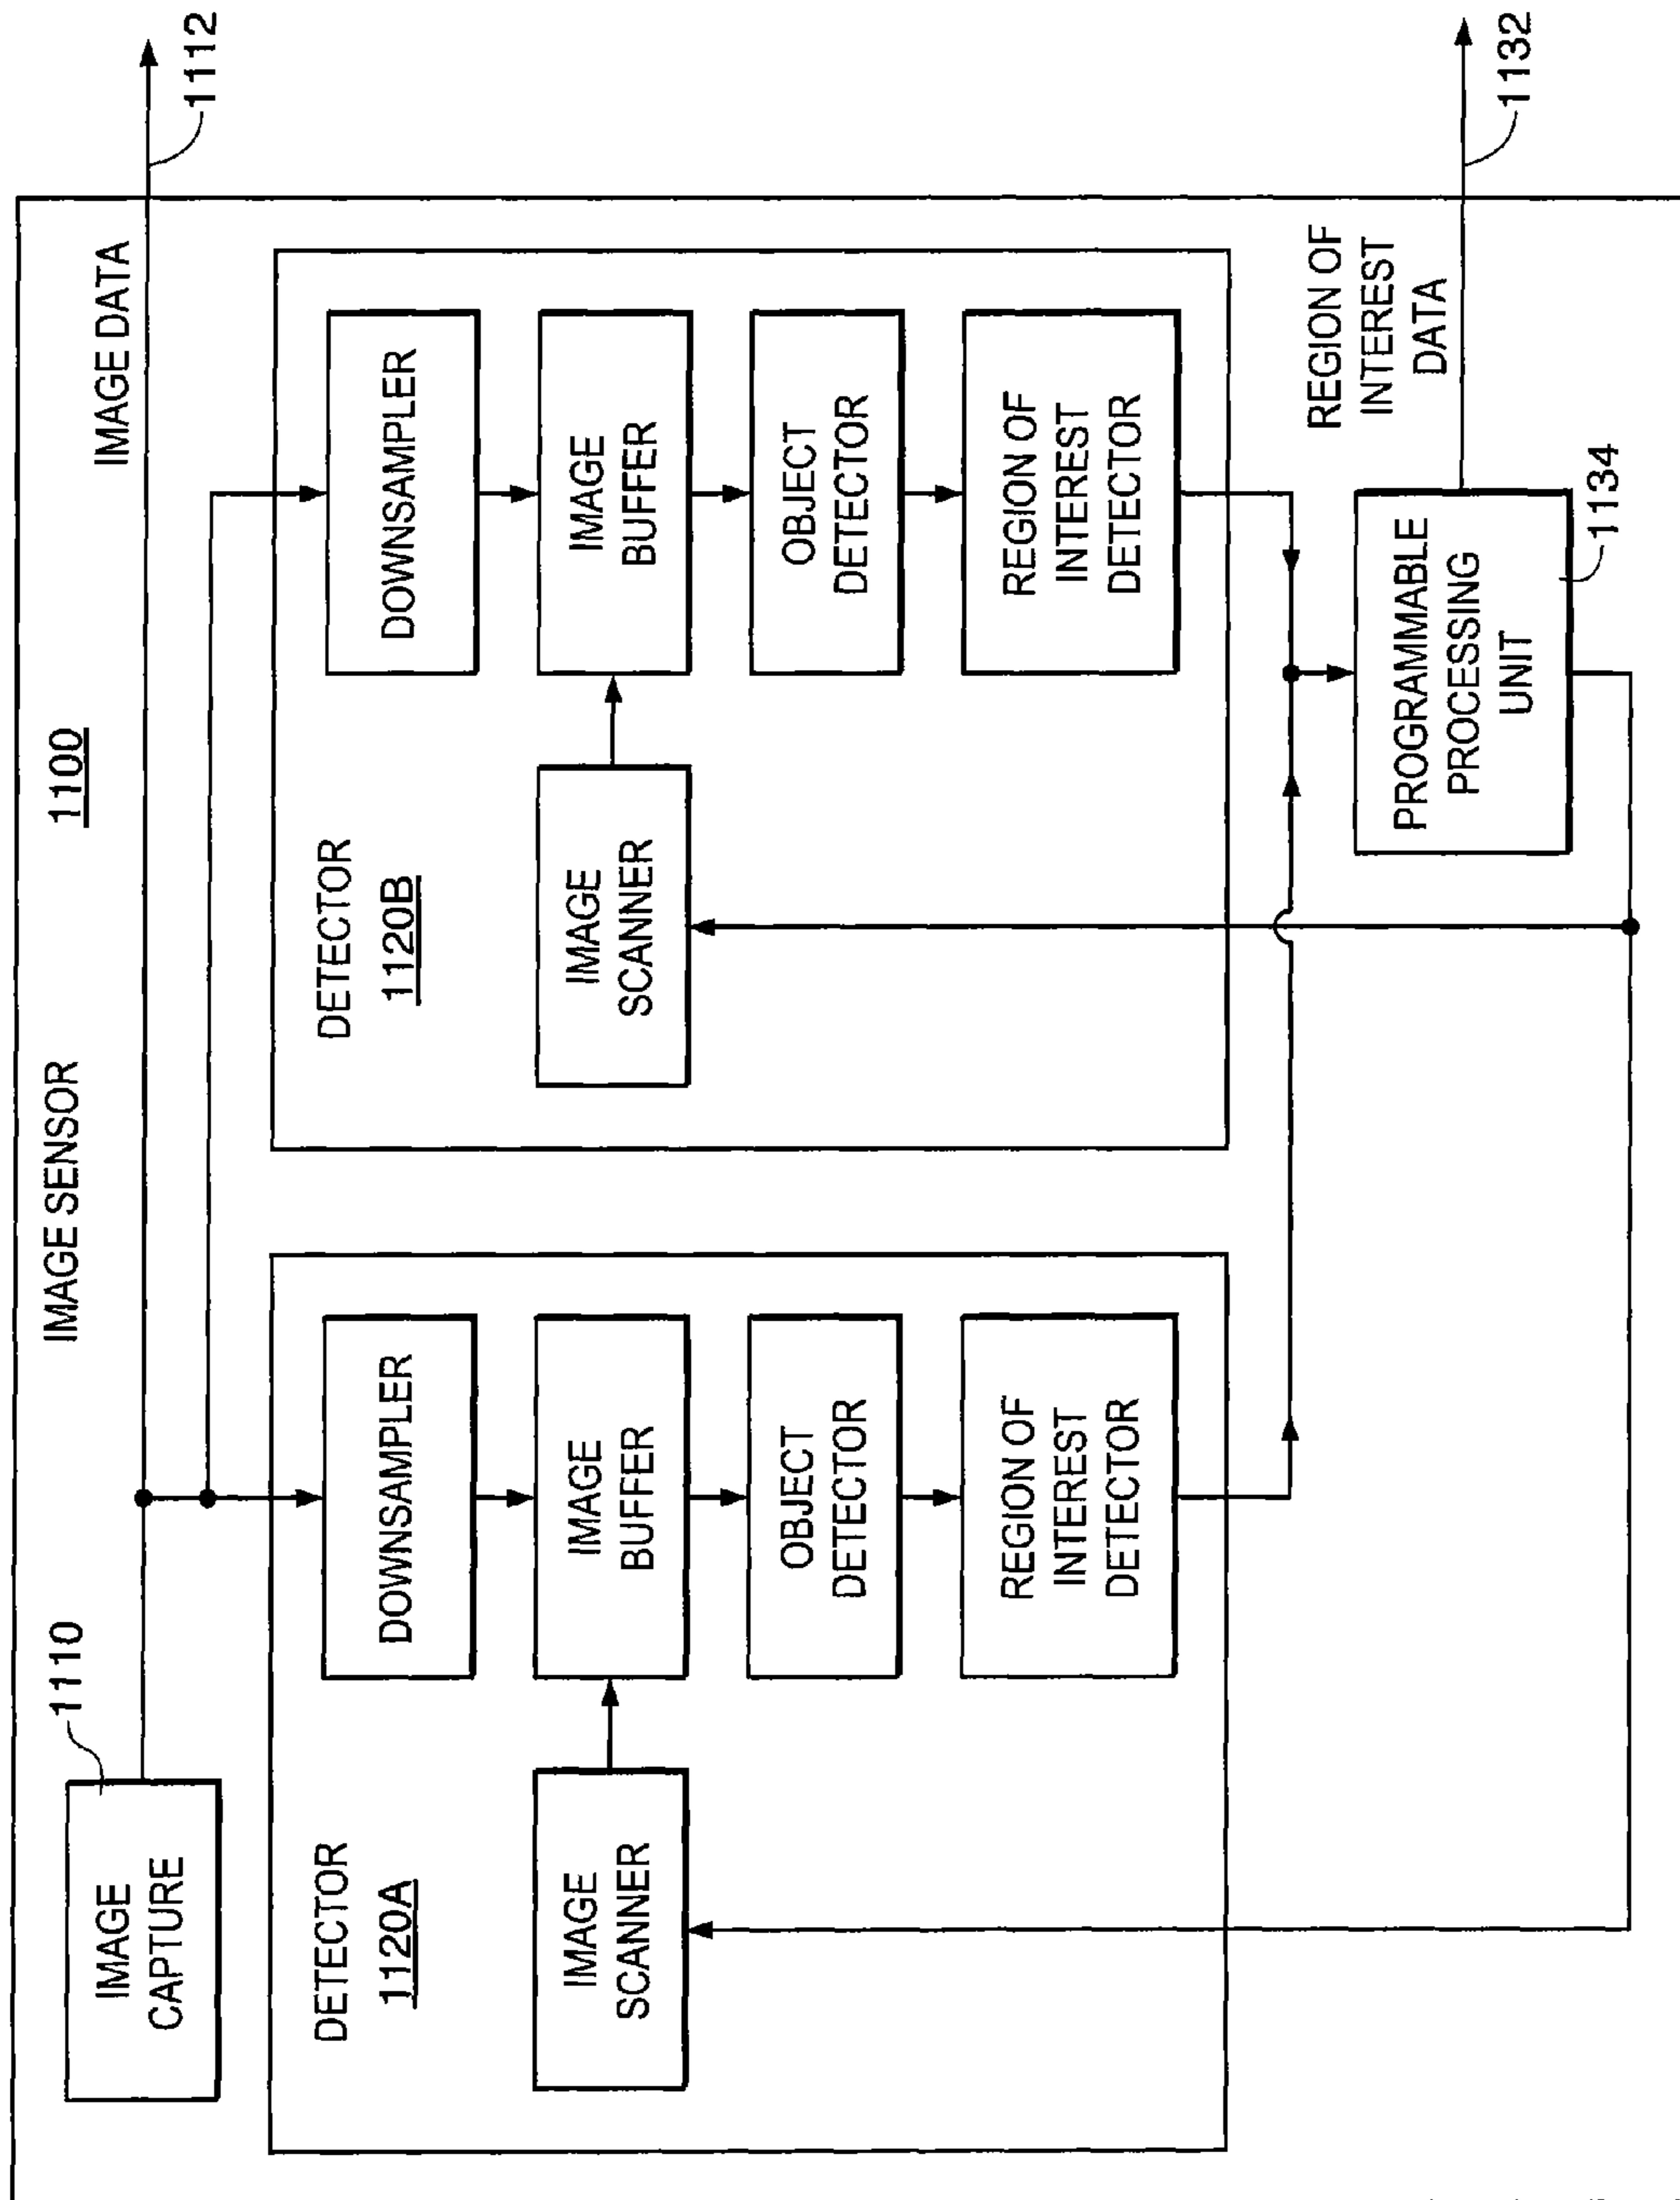 IMAGE SENSOR
1100
IMAGE
CAPTURE
1110
IMAGE DATA
1112
DETECTOR
1120A
DOWNSAMPLER
IMAGE
SCANNER
IMAGE
BUFFER
OBJECT
DETECTOR
REGION OF
INTEREST
DETECTOR
DETECTOR
1120B
DOWNSAMPLER
IMAGE
SCANNER
IMAGE
BUFFER
OBJECT
DETECTOR
REGION OF
INTEREST
DETECTOR
REGION OF
INTEREST
DATA
1132
PROGRAMMABLE
PROCESSING
UNIT
1134